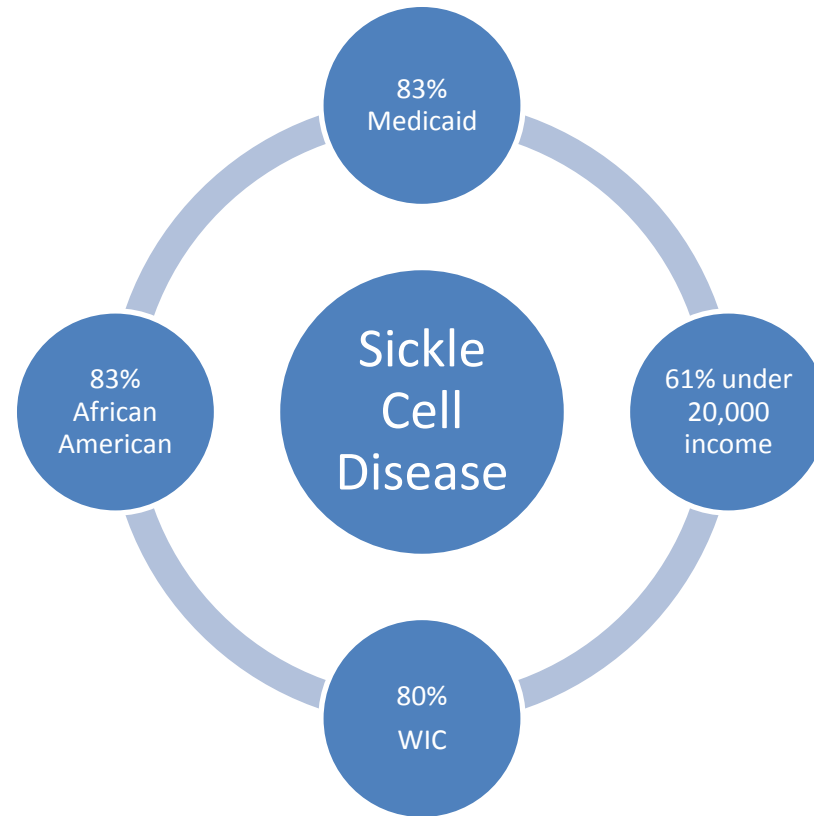 83%
Medicaid
Sickle
Cell
Disease
83%
African
American
61% under
20,000
income
80%
WIC